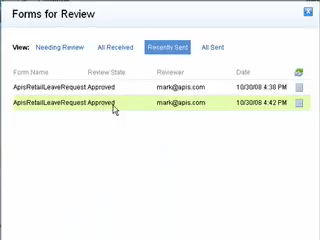 Forms for Review
View: Needing Review All Received Recently Sent All Sent
Form Name Review State Reviewer Date
ApisRetailLeaveRequest Approved mark@apis.com 10/30/08 4:38 PM
ApisRetailLeaveRequest Approved mark@apis.com 10/30/08 4:42 PM